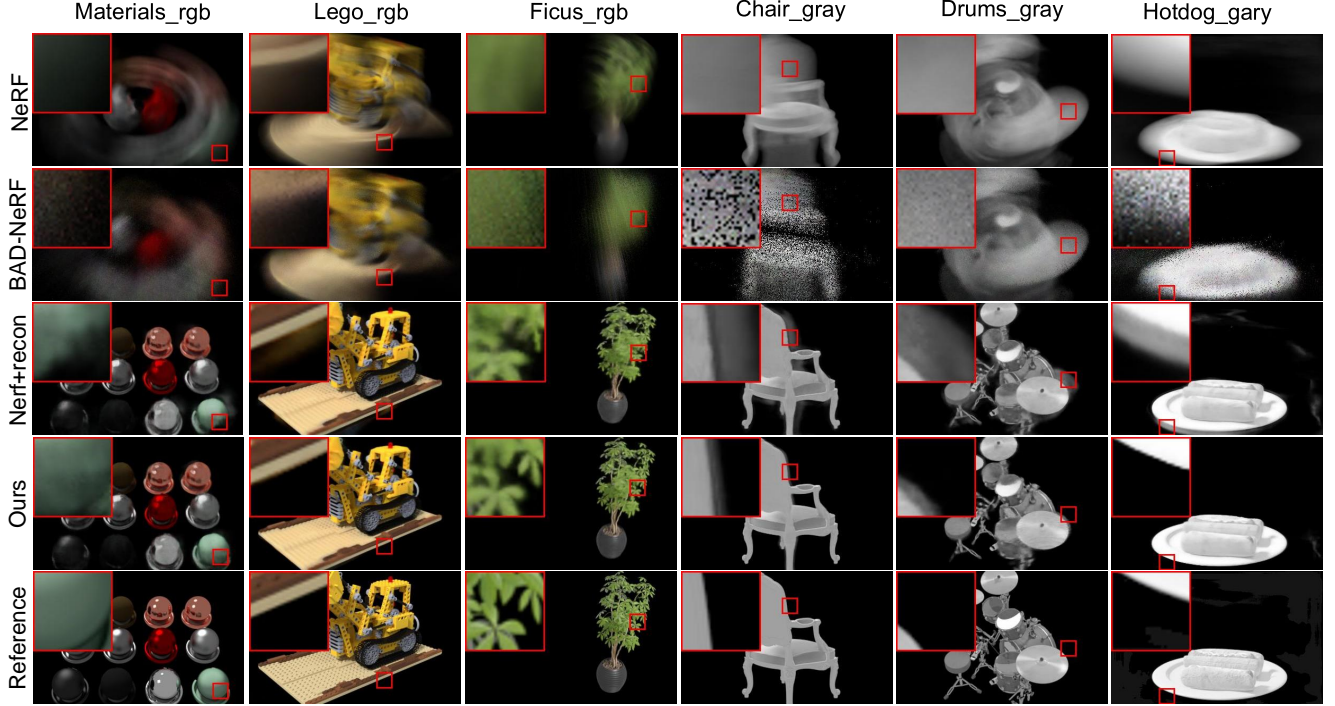 Materials_rgb Lego_rgb Ficus_rgb Chair_gray Drums_gray Hotdog_gary
NeRF
BAD-NeRF
Nerf+recon
Ours
Reference